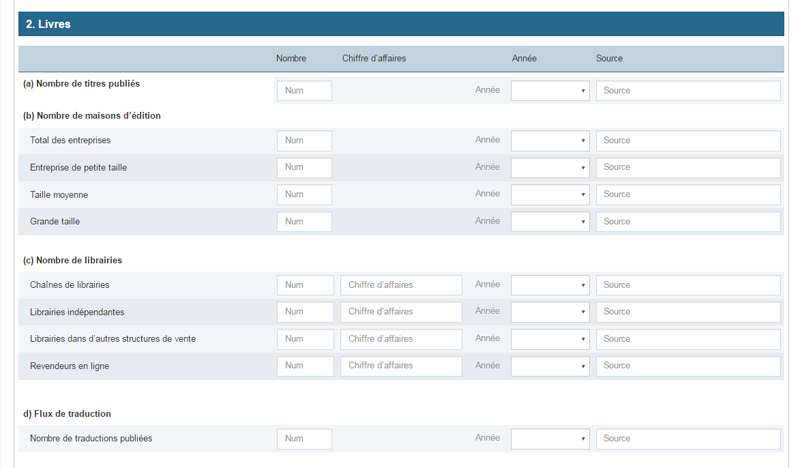 2. Livres
Nombre Chiffre d'affaires Année Source
(a) Nombre de titres publiés Num Année Source
(b) Nombre de maisons d'édition
Total des entreprises Num Année Source
Entreprise de petite taille Num Année Source
Taille moyenne Num Année Source
Grande taille Num Année Source
(c) Nombre de librairies
Chaînes de librairies Num Chiffre d'affaires Année Source
Librairies indépendantes Num Chiffre d'affaires Année Source
Librairies dans d'autres structures de vente Num Chiffre d'affaires Année Source
Revendeurs en ligne Num Chiffre d'affaires Année Source
d) Flux de traduction
Nombre de traductions publiées Num Année Source